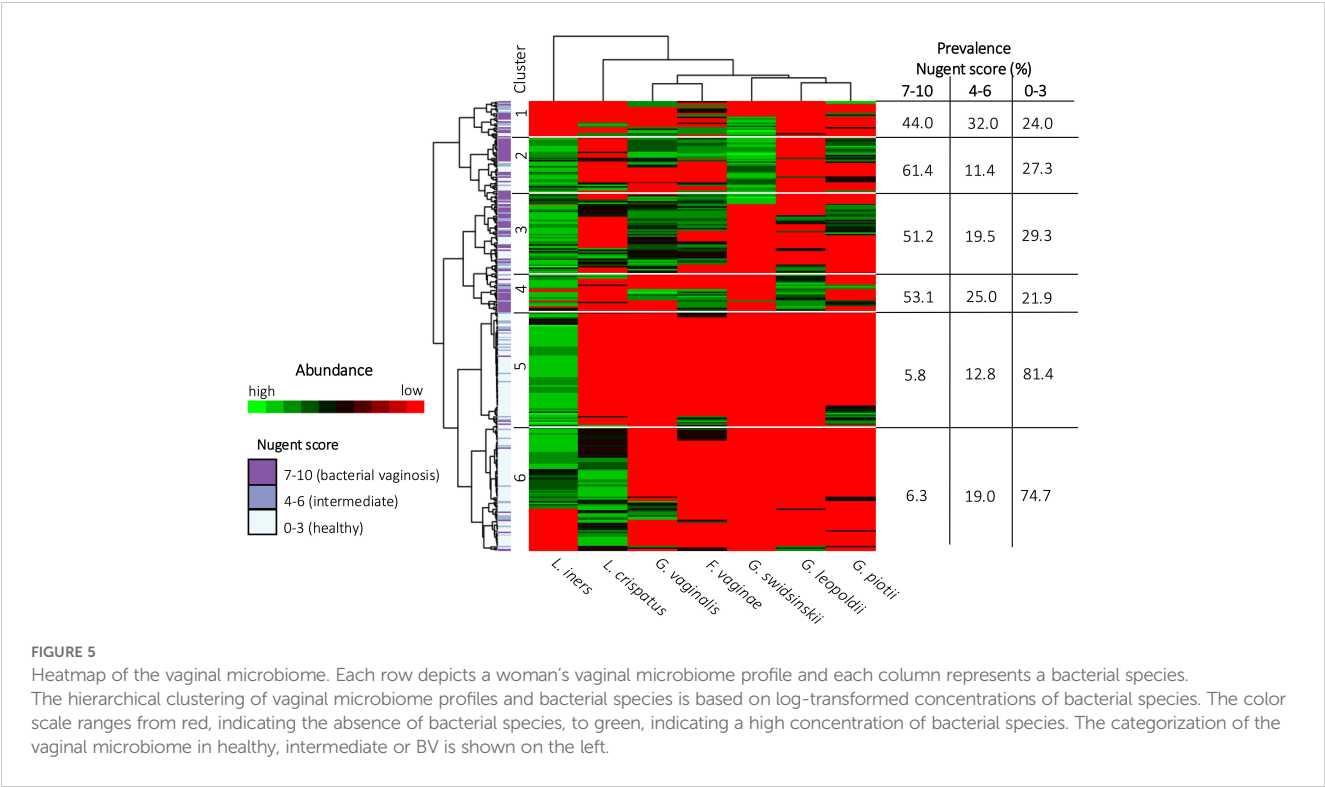 Cluster
Prevalence
Nugent score (%)
7-10 4-6 0-3
1 44.0 32.0 24.0
2 61.4 11.4 27.3
3 51.2 19.5 29.3
4 53.1 25.0 21.9
5 5.8 12.8 81.4
6 6.3 19.0 74.7
Abundance
high low
Nugent score
7-10 (bacterial vaginosis)
4-6 (intermediate)
0-3 (healthy)
L. iners
L. crispatus
G. vaginalis
F. vaginae
G. swidsinskii
G. leopoldii
G. piotii
FIGURE 5
Heatmap of the vaginal microbiome. Each row depicts a woman’s vaginal microbiome profile and each column represents a bacterial species.
The hierarchical clustering of vaginal microbiome profiles and bacterial species is based on log-transformed concentrations of bacterial species. The color
scale ranges from red, indicating the absence of bacterial species, to green, indicating a high concentration of bacterial species. The categorization of the
vaginal microbiome in healthy, intermediate or BV is shown on the left.